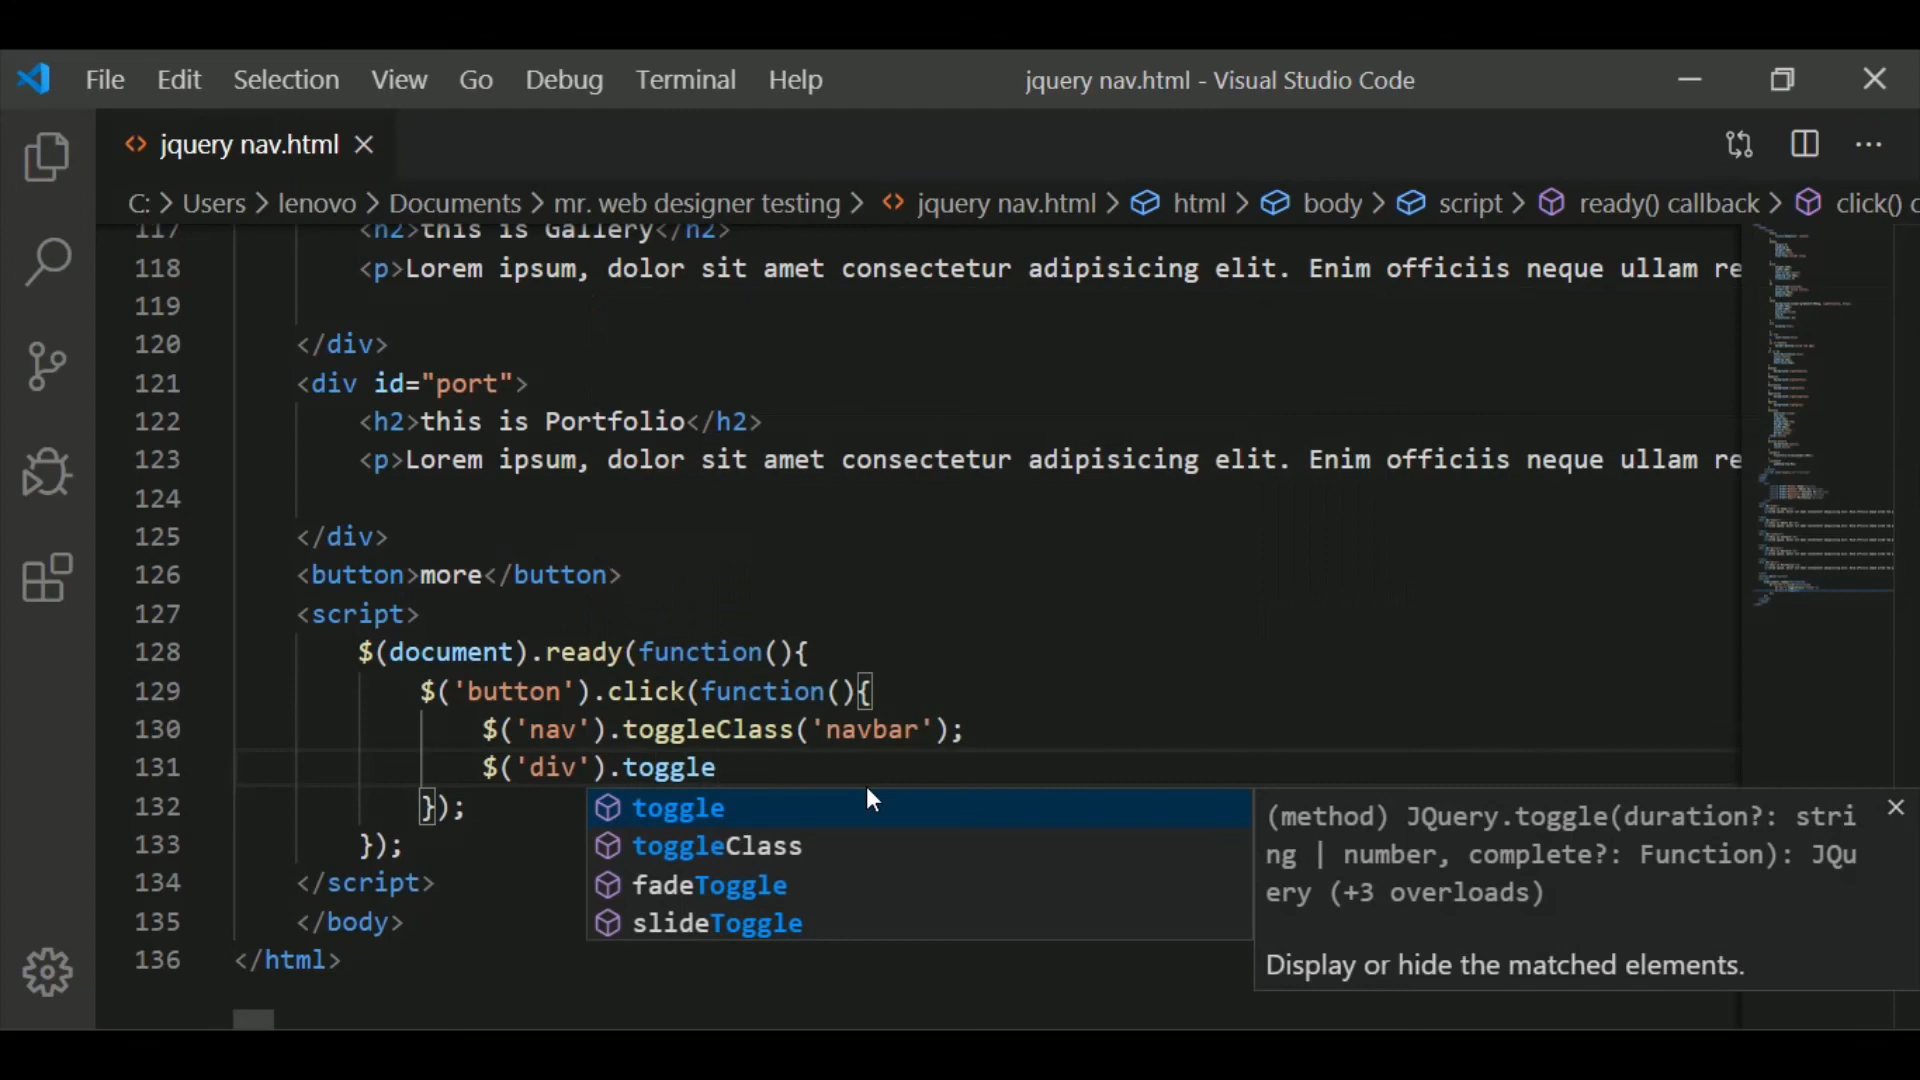 File Edit Selection View Go Debug Terminal Help jquery nav.html - Visual Studio Code
jquery nav.html
C: > Users > lenovo > Documents > mr. web designer testing > jquery nav.html > html > body > script > ready() callback > click() c
117 <h2>this is Gallery</h2>
118 <p>Lorem ipsum, dolor sit amet consectetur adipisicing elit. Enim officiis neque ullam re
119
120 </div>
121 <div id="port">
122 <h2>this is Portfolio</h2>
123 <p>Lorem ipsum, dolor sit amet consectetur adipisicing elit. Enim officiis neque ullam re
124
125 </div>
126 <button>more</button>
127 <script>
128 $(document).ready(function(){
129 $('button').click(function(){
130 $('nav').toggleClass('navbar');
131 $('div').toggle
132 });
133 });
134 </script>
135 </body>
136 </html>
toggle
toggleClass
fadeToggle
slideToggle
(method) JQuery.toggle(duration?: stri
ng | number, complete?: Function): JQu
ery (+3 overloads)
Display or hide the matched elements.